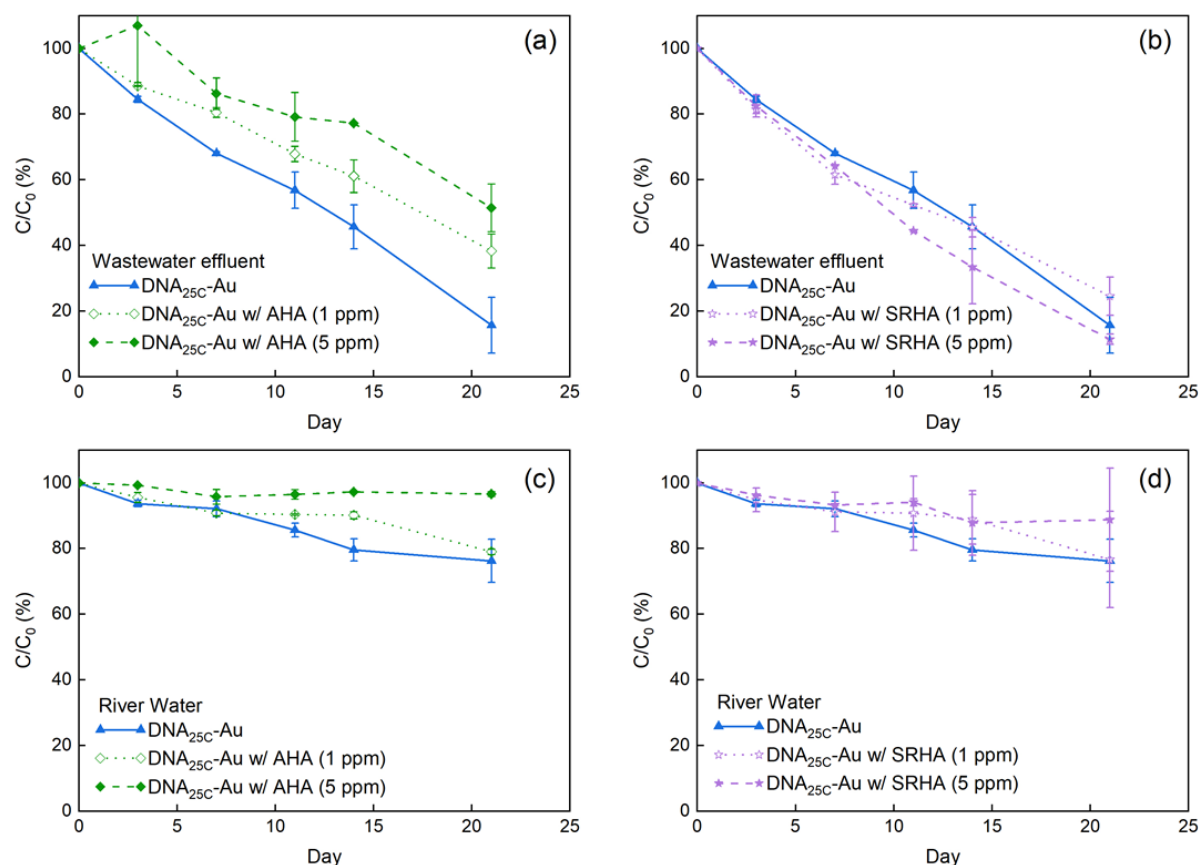 (a)
C/C₀ (%)
100
80
60
40
20
0
Wastewater effluent
DNA₂₅C-Au
DNA₂₅C-Au w/ AHA (1 ppm)
DNA₂₅C-Au w/ AHA (5 ppm)
0 5 10 15 20 25
Day
(b)
C/C₀ (%)
100
80
60
40
20
0
Wastewater effluent
DNA₂₅C-Au
DNA₂₅C-Au w/ SRHA (1 ppm)
DNA₂₅C-Au w/ SRHA (5 ppm)
0 5 10 15 20 25
Day
(c)
C/C₀ (%)
100
80
60
40
20
0
River Water
DNA₂₅C-Au
DNA₂₅C-Au w/ AHA (1 ppm)
DNA₂₅C-Au w/ AHA (5 ppm)
0 5 10 15 20 25
Day
(d)
C/C₀ (%)
100
80
60
40
20
0
River Water
DNA₂₅C-Au
DNA₂₅C-Au w/ SRHA (1 ppm)
DNA₂₅C-Au w/ SRHA (5 ppm)
0 5 10 15 20 25
Day